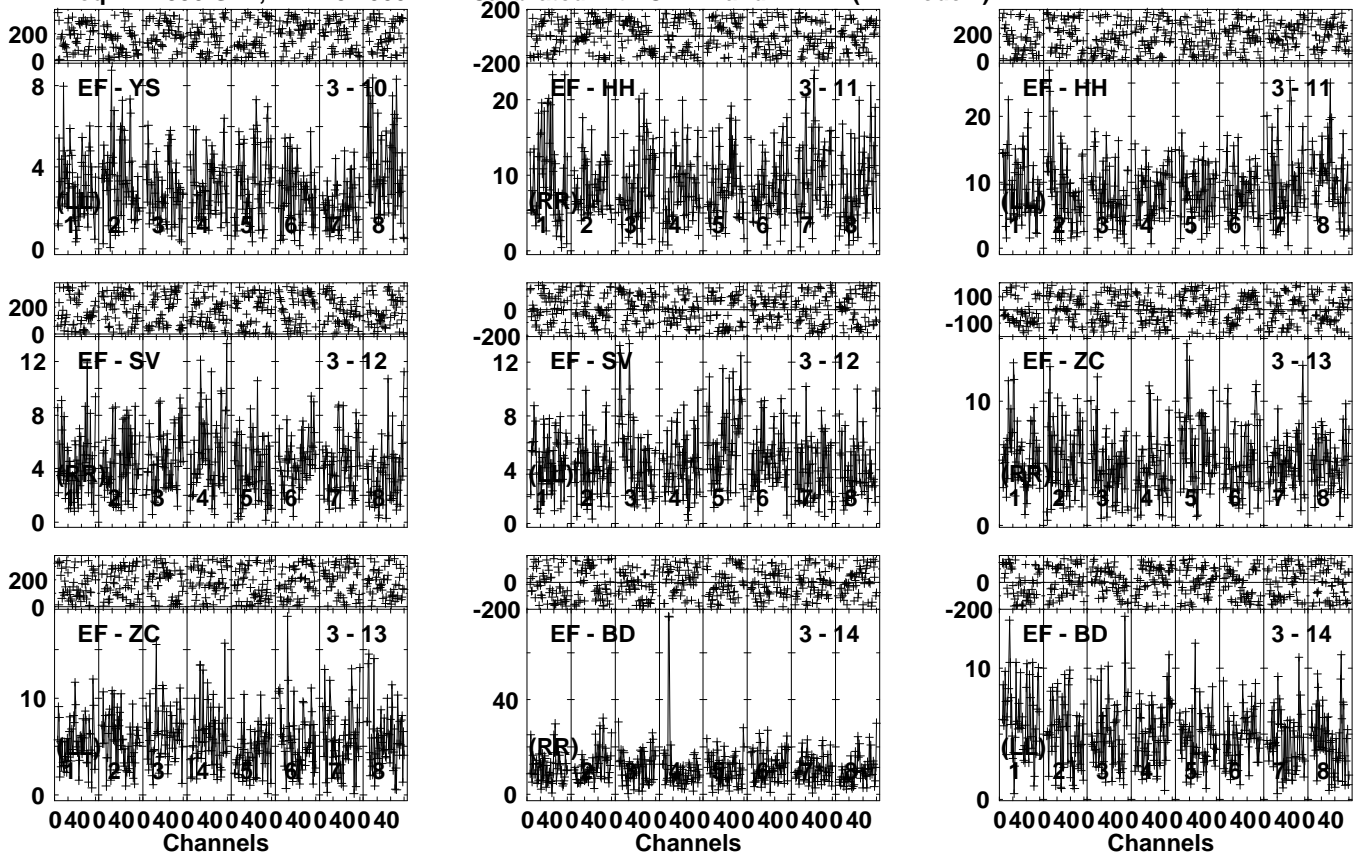 200
200 200
0 -200 0
8 EF - YS 3 - 10 20 EF - HH 3 - 11 20 EF - HH 3 - 11
4 10 10
(RR) (LL)
1 2 3 4 5 6 7 8 1 2 3 4 5 6 7 8 1 2 3 4 5 6 7 8
0 0 0
200 0 100
0 -200 -100
12 EF - SV 3 - 12 12 EF - SV 3 - 12 EF - ZC 3 - 13
8 8 10
4 (RR) 4 (LL) (RR)
1 2 3 4 5 6 7 8 1 2 3 4 5 6 7 8 1 2 3 4 5 6 7 8
0 0 0
200 0 0
0 -200 -200
EF - ZC 3 - 13 EF - BD 3 - 14 EF - BD 3 - 14
10 40 10
(LL) (RR) (LL)
1 2 3 4 5 6 7 8 1 2 3 4 5 6 7 8 1 2 3 4 5 6 7 8
0 0 0
0 40 0 40 0 40 0 40 0 40 0 40 0 40 0 40 0 40 0 40 0 40 0 40 0 40 0 40 0 40 0 40 0 40 0 40 0 40 0 40 0 40 0 40 0 40 0 40
Channels Channels Channels